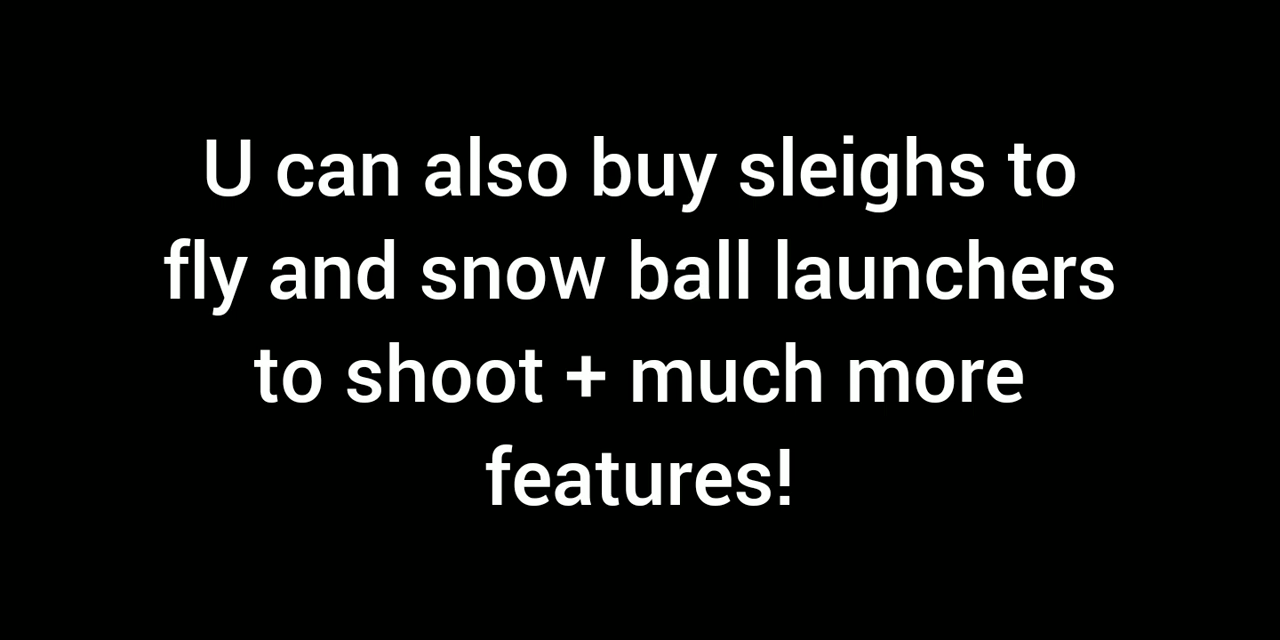 U can also buy sleighs to
fly and snow ball launchers
to shoot + much more
features!